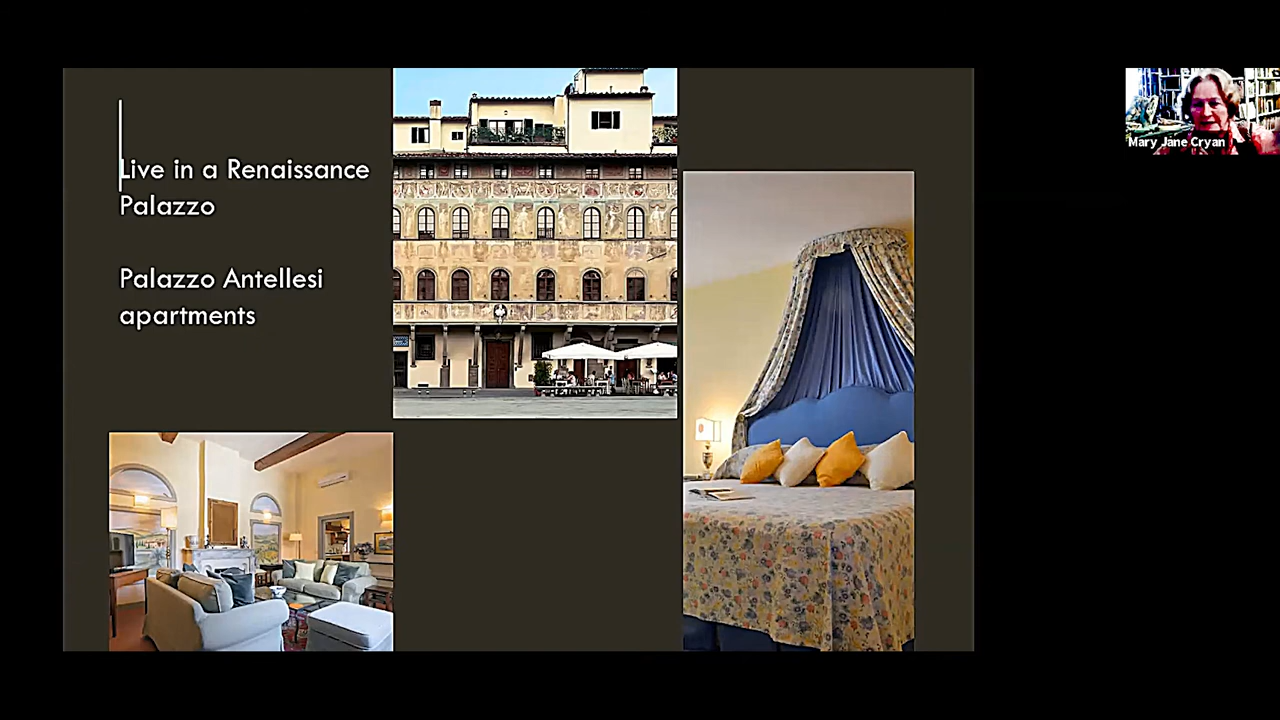 Live in a Renaissance
Palazzo
Palazzo Antellesi
apartments
Mary Jane Cryan